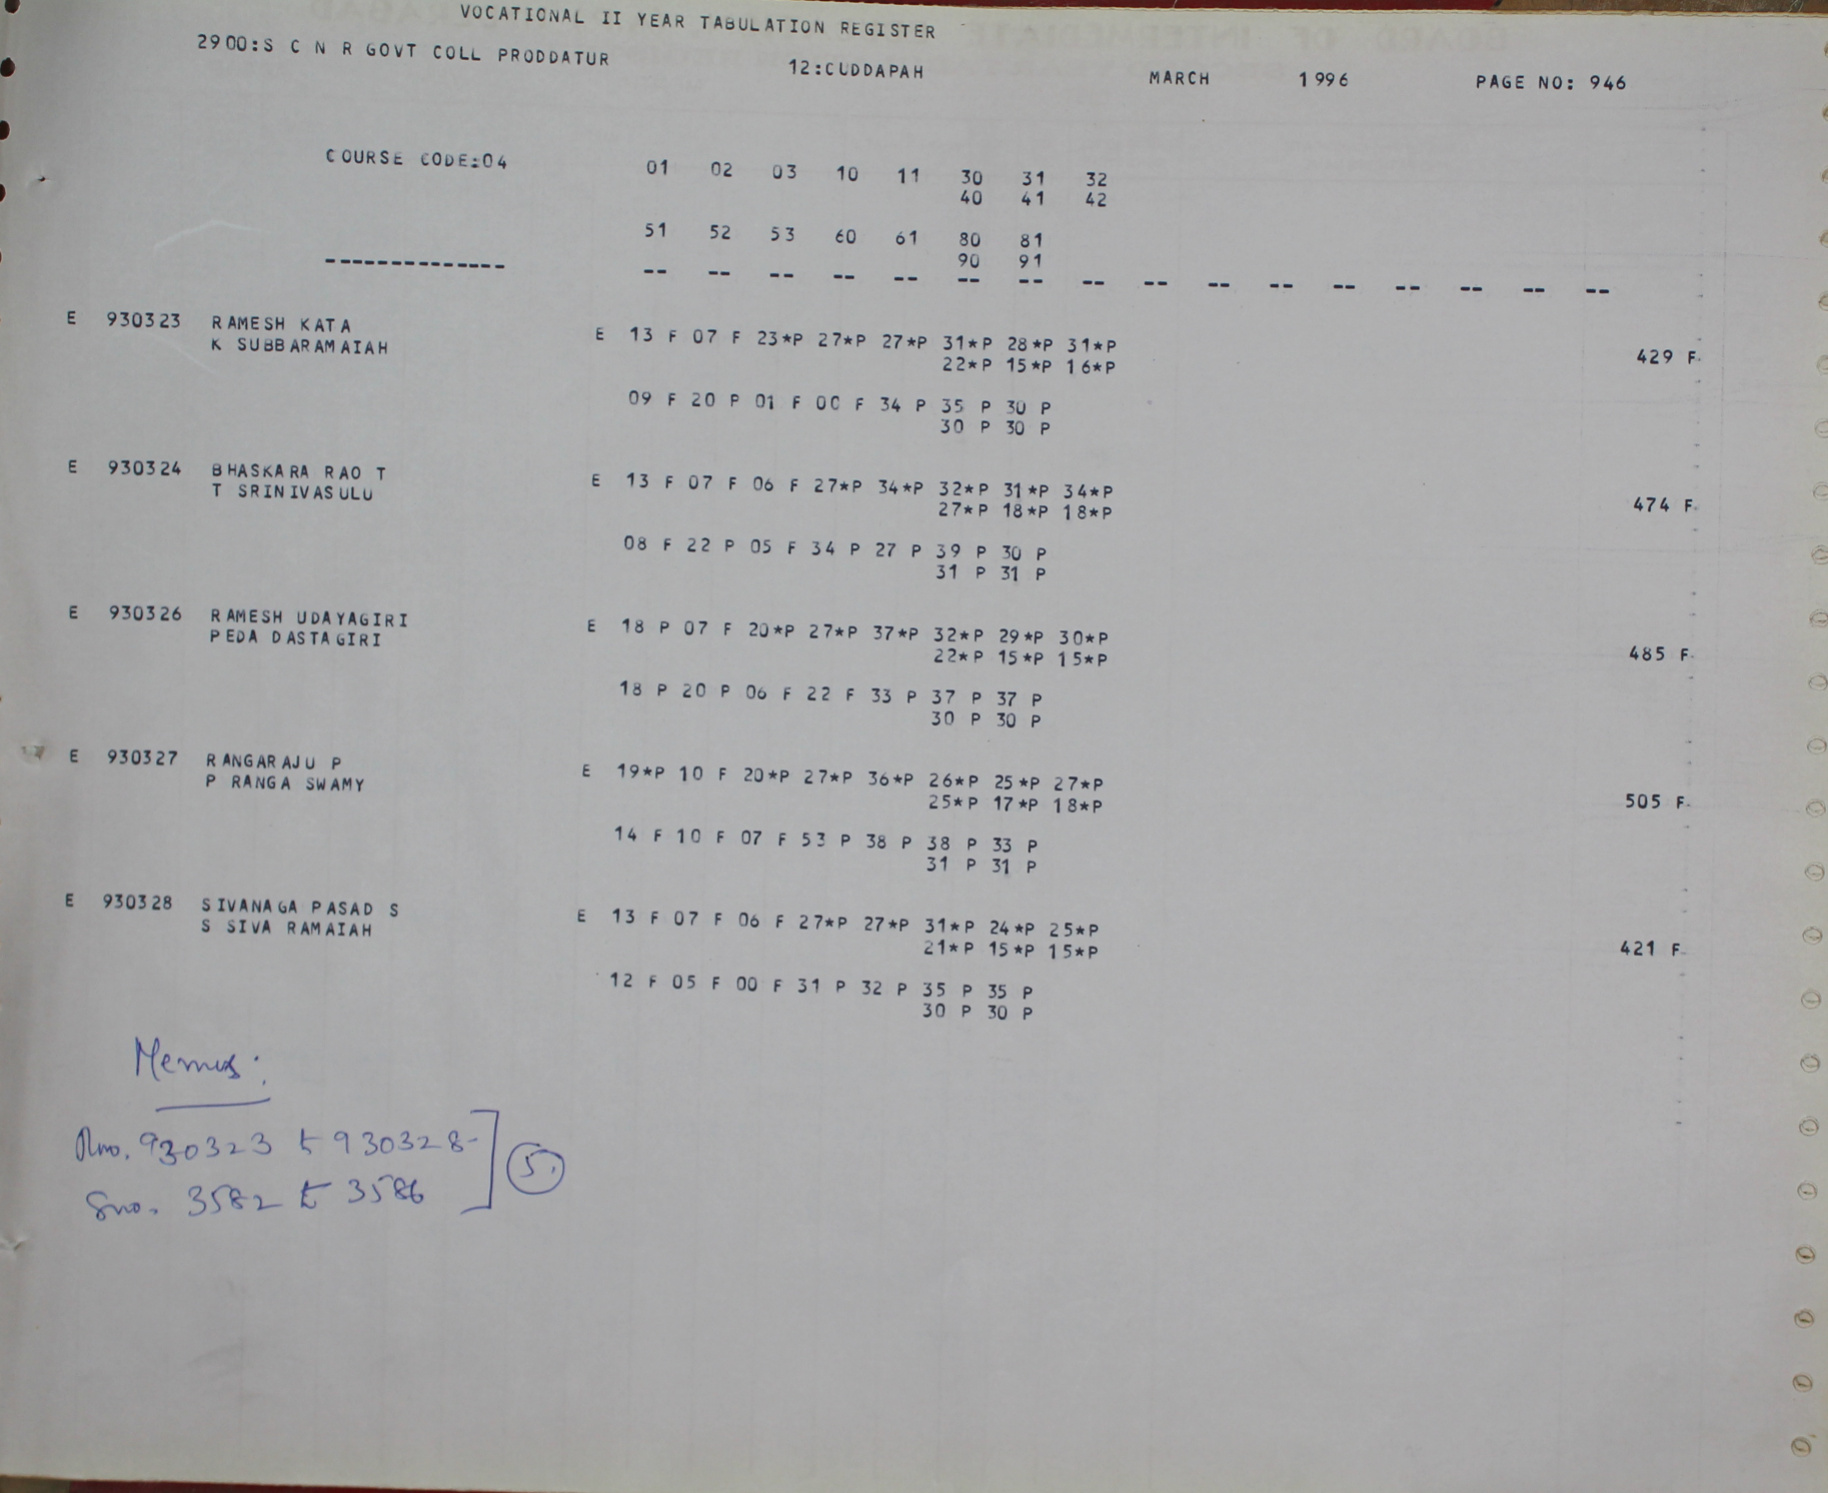 VOCATIONAL II YEAR TABULATION REGISTER
2900:S C N R GOVT COLL PRODDATUR 12:CUDDAPAH MARCH 1996 PAGE NO: 946
COURSE CODE:04 01 02 03 10 11 30 31 32
40 41 42
51 52 53 60 61 80 81
90 91
-------------- -- -- -- -- -- -- -- -- -- -- -- -- -- -- -- --
E 930323 RAMESH KATA E 13 F 07 F 23*P 27*P 27*P 31*P 28*P 31*P
K SUBBARAMAIAH 22*P 15*P 16*P 429 F
09 F 20 P 01 F 00 F 34 P 35 P 30 P
30 P 30 P
E 930324 BHASKARA RAO T E 13 F 07 F 06 F 27*P 34*P 32*P 31*P 34*P
T SRINIVASULU 27*P 18*P 18*P 474 F
08 F 22 P 05 F 34 P 27 P 39 P 30 P
31 P 31 P
E 930326 RAMESH UDAYAGIRI E 18 P 07 F 20*P 27*P 37*P 32*P 29*P 30*P
PEDA DASTAGIRI 22*P 15*P 15*P 485 F
18 P 20 P 06 F 22 F 33 P 37 P 37 P
30 P 30 P
E 930327 RANGARAJU P E 19*P 10 F 20*P 27*P 36*P 26*P 25*P 27*P
P RANGA SWAMY 25*P 17*P 18*P 505 F
14 F 10 F 07 F 53 P 38 P 38 P 33 P
31 P 31 P
E 930328 SIVANAGA PASAD S E 13 F 07 F 06 F 27*P 27*P 31*P 24*P 25*P
S SIVA RAMAIAH 21*P 15*P 15*P 421 F
12 F 05 F 00 F 31 P 32 P 35 P 35 P
30 P 30 P
Memos:
Rno. 930323 to 930328
Sno. 3582 to 3586
5